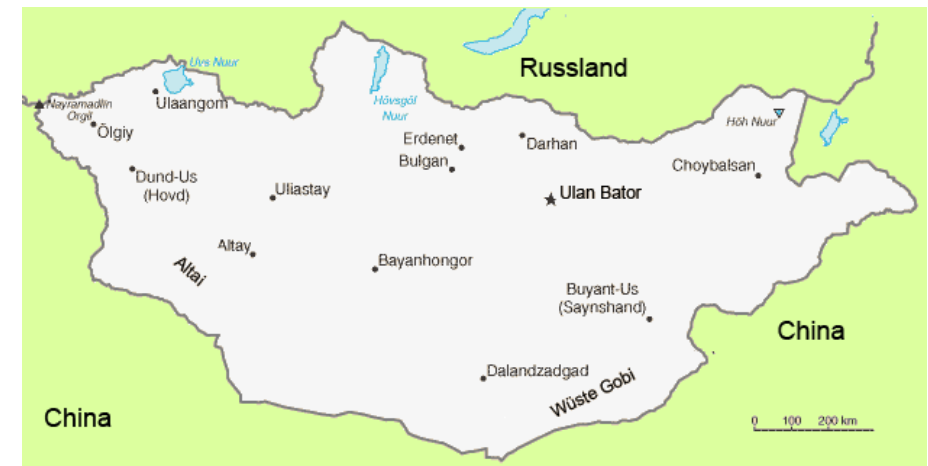 Russland
Uvs Nuur
Nayramadlin
Orgil
Ulaangom
Ölgiy
Hövsgöl
Nuur
Höh Nuur
Erdenet
Darhan
Bulgan
Choybalsan
Dund-Us
(Hovd)
Uliastay
Ulan Bator
Altay
Altai
Bayanhongor
Buyant-Us
(Saynshand)
China
Dalandzadgad
Wüste Gobi
China
0 100 200 km